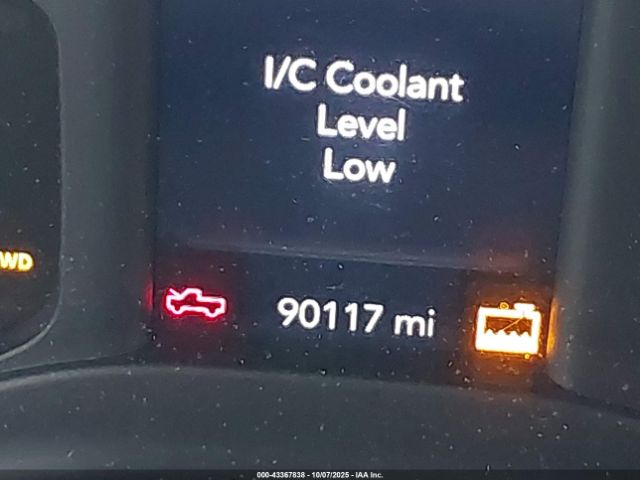 I/C Coolant
Level
Low
WD
90117 mi
000-43367838 - 10/07/2025 - IAA Inc.